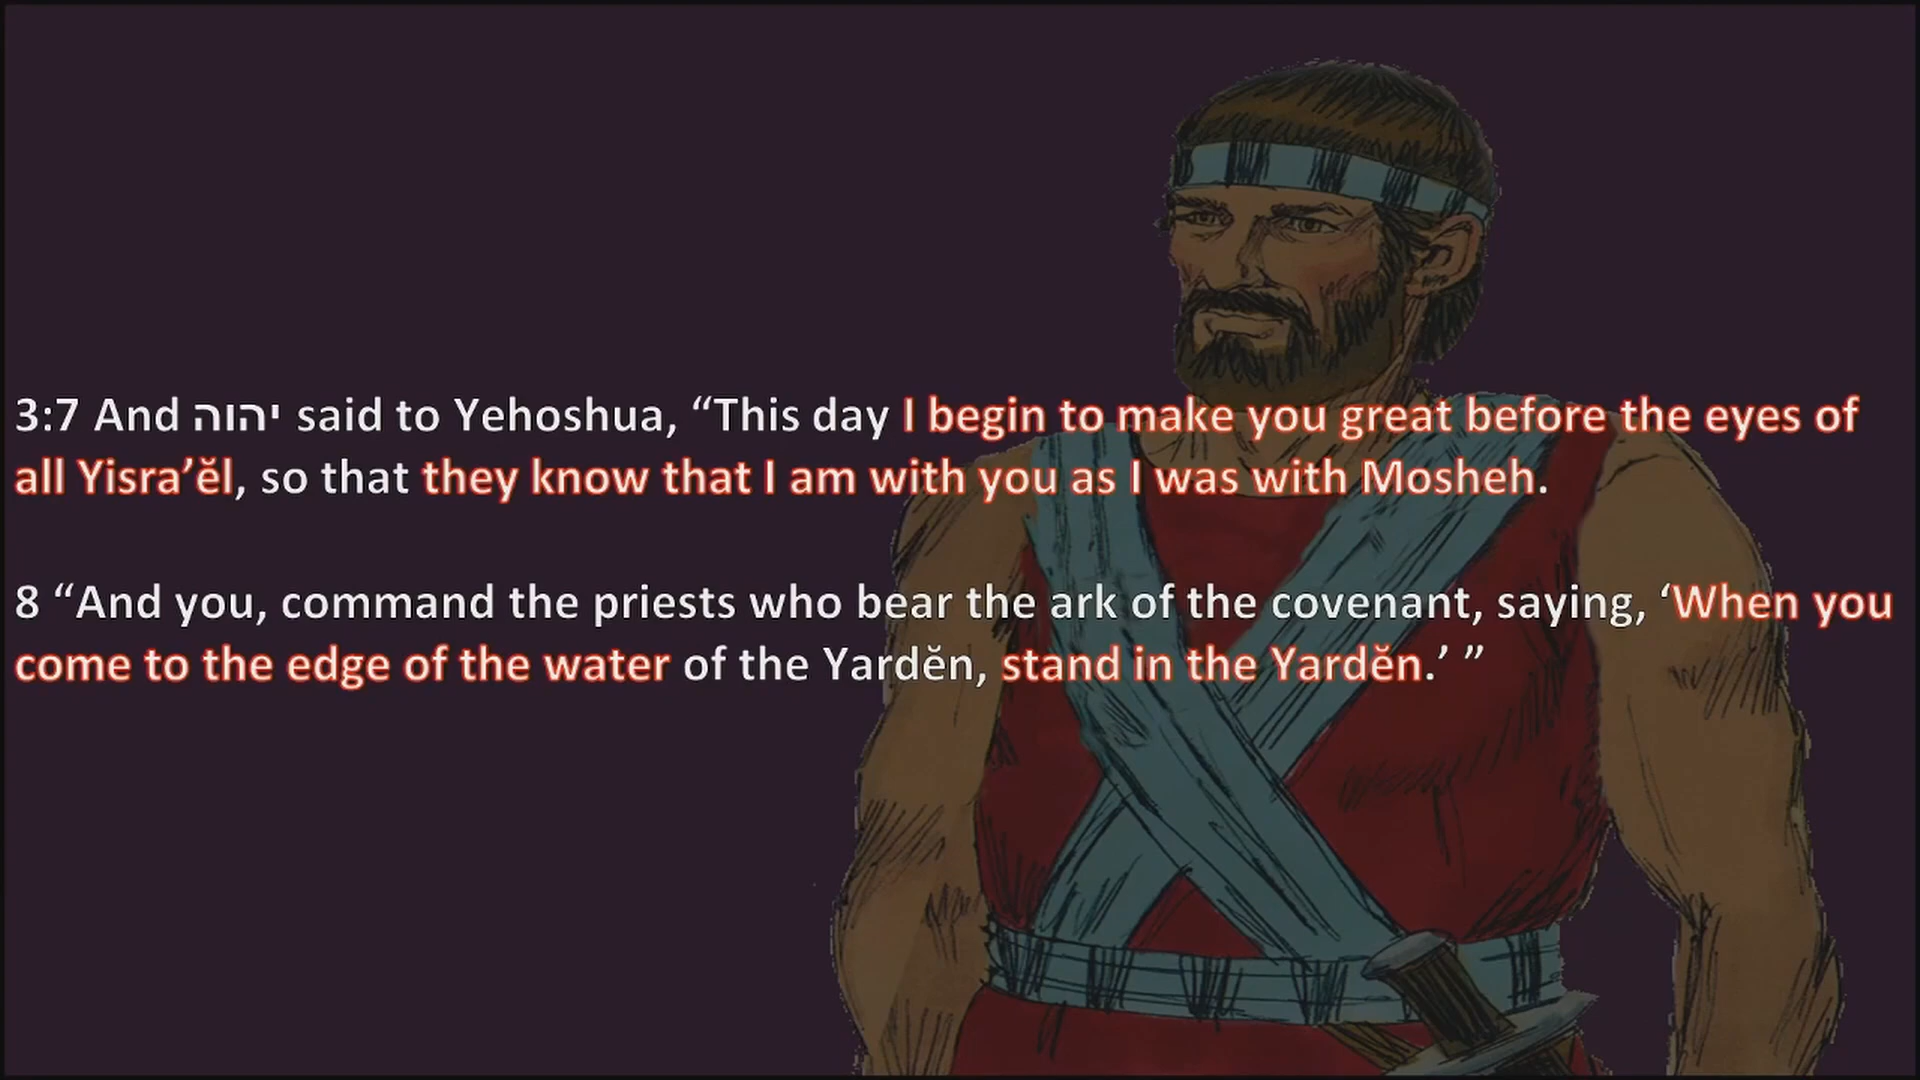 3:7 And יהוה said to Yehoshua, “This day I begin to make you great before the eyes of
all Yisra’ĕl, so that they know that I am with you as I was with Mosheh.
8 “And you, command the priests who bear the ark of the covenant, saying, ‘When you
come to the edge of the water of the Yardĕn, stand in the Yardĕn.’ ”